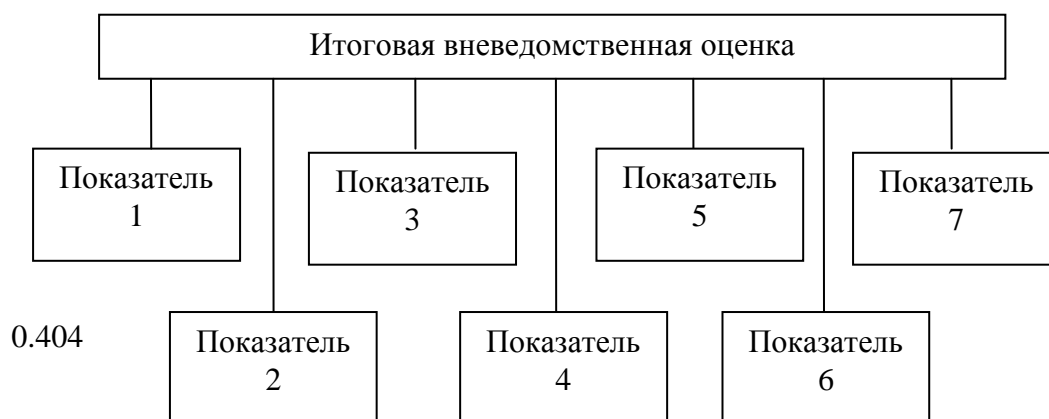 Итоговая вневедомственная оценка
Показатель
1
Показатель
3
Показатель
5
Показатель
7
0.404
Показатель
2
Показатель
4
Показатель
6